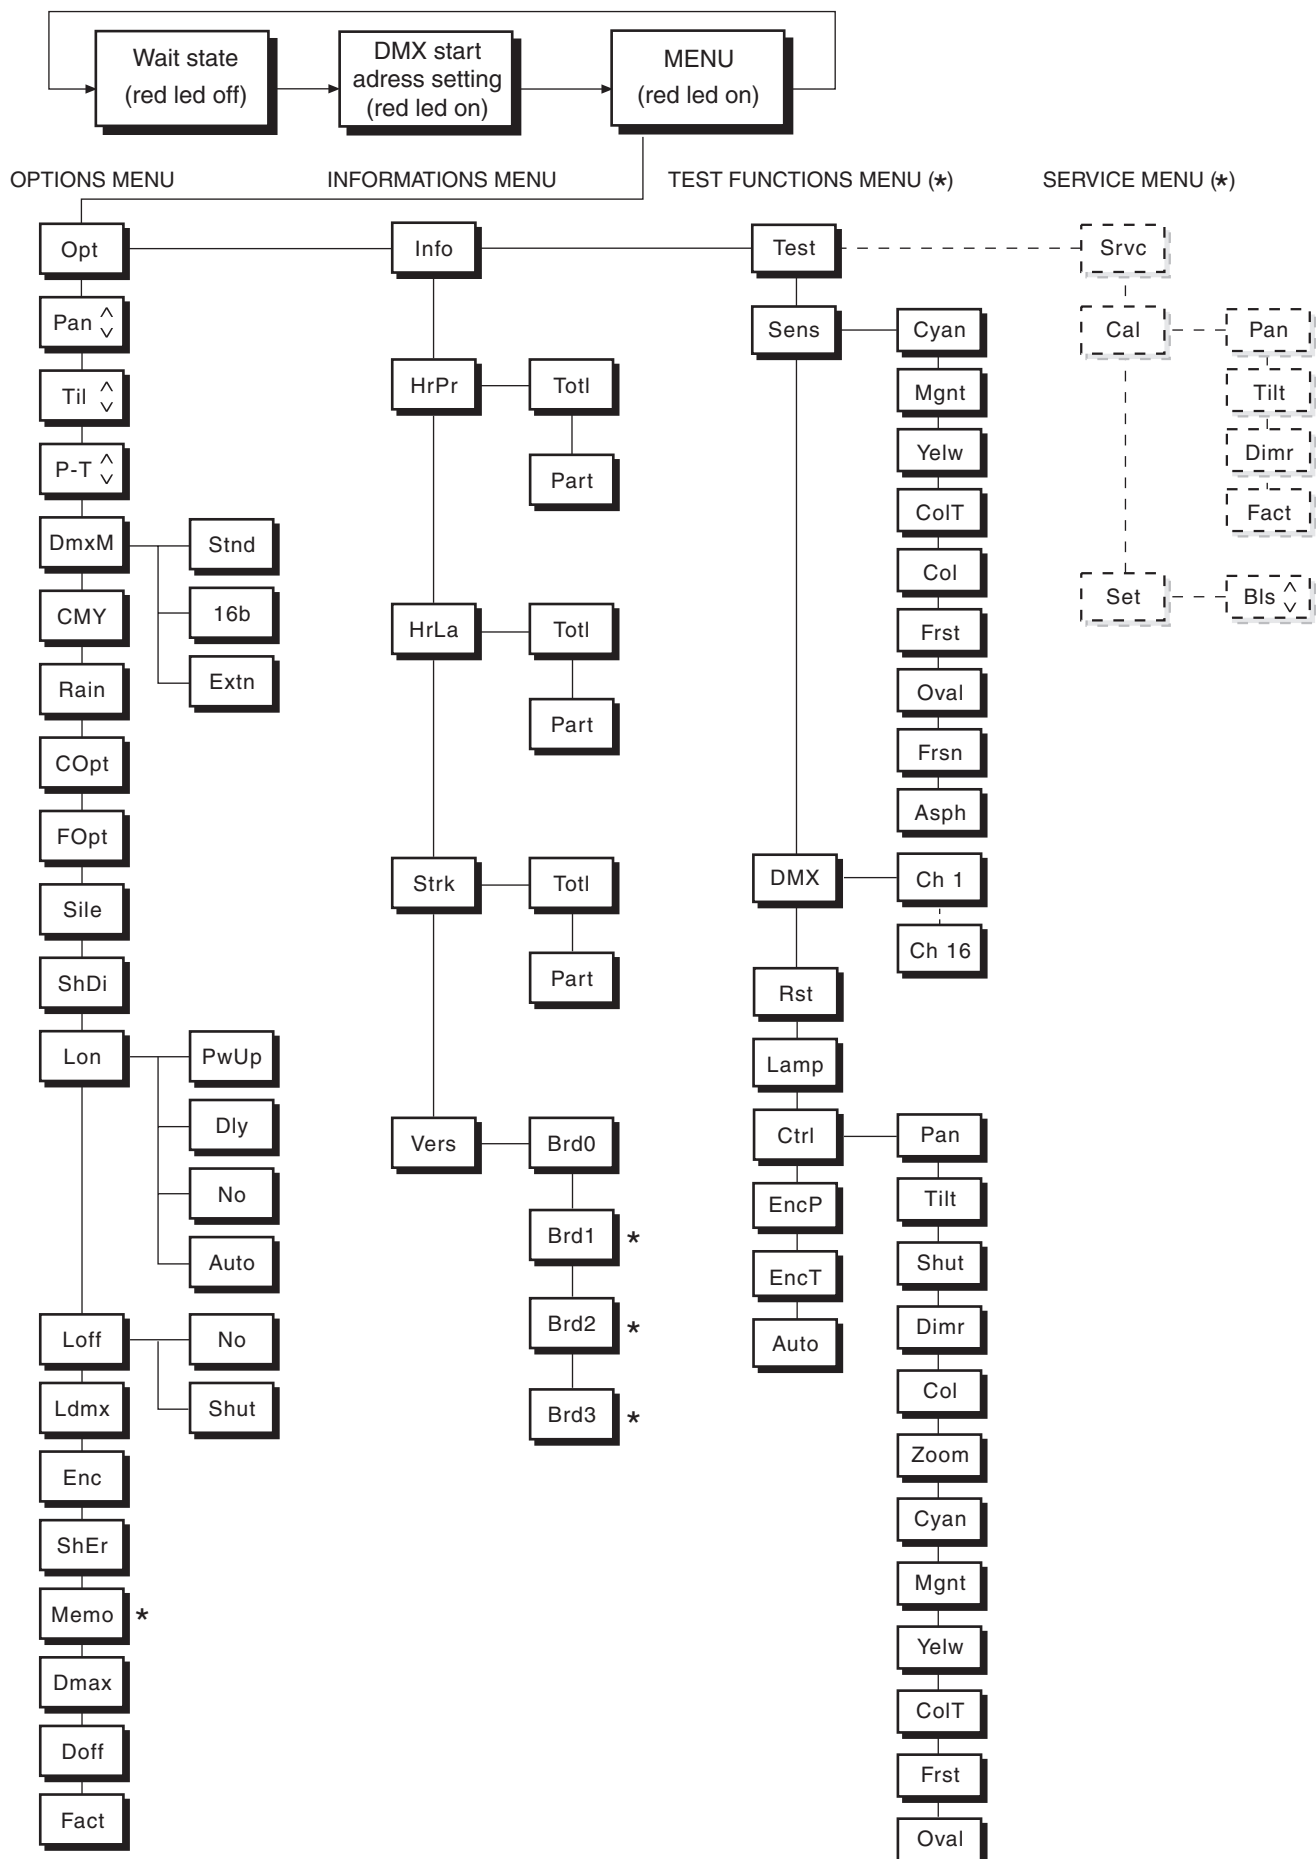 Wait state
(red led off)
DMX start
adress setting
(red led on)
MENU
(red led on)
OPTIONS MENU
INFORMATIONS MENU
TEST FUNCTIONS MENU (*)
SERVICE MENU (*)
Opt
Pan
Til
P-T
DmxM
Stnd
16b
Extn
CMY
Rain
COpt
FOpt
Sile
ShDi
Lon
PwUp
Dly
No
Auto
Loff
No
Shut
Ldmx
Enc
ShEr
Memo *
Dmax
Doff
Fact
Info
HrPr
Totl
Part
HrLa
Totl
Part
Strk
Totl
Part
Vers
Brd0
Brd1 *
Brd2 *
Brd3 *
Test
Sens
Cyan
Mgnt
Yelw
ColT
Col
Frst
Oval
Frsn
Asph
DMX
Ch 1
Ch 16
Rst
Lamp
Ctrl
Pan
Tilt
Shut
Dimr
Col
Zoom
Cyan
Mgnt
Yelw
ColT
Frst
Oval
EncP
EncT
Auto
Srvc
Cal
Pan
Tilt
Dimr
Fact
Set
Bls